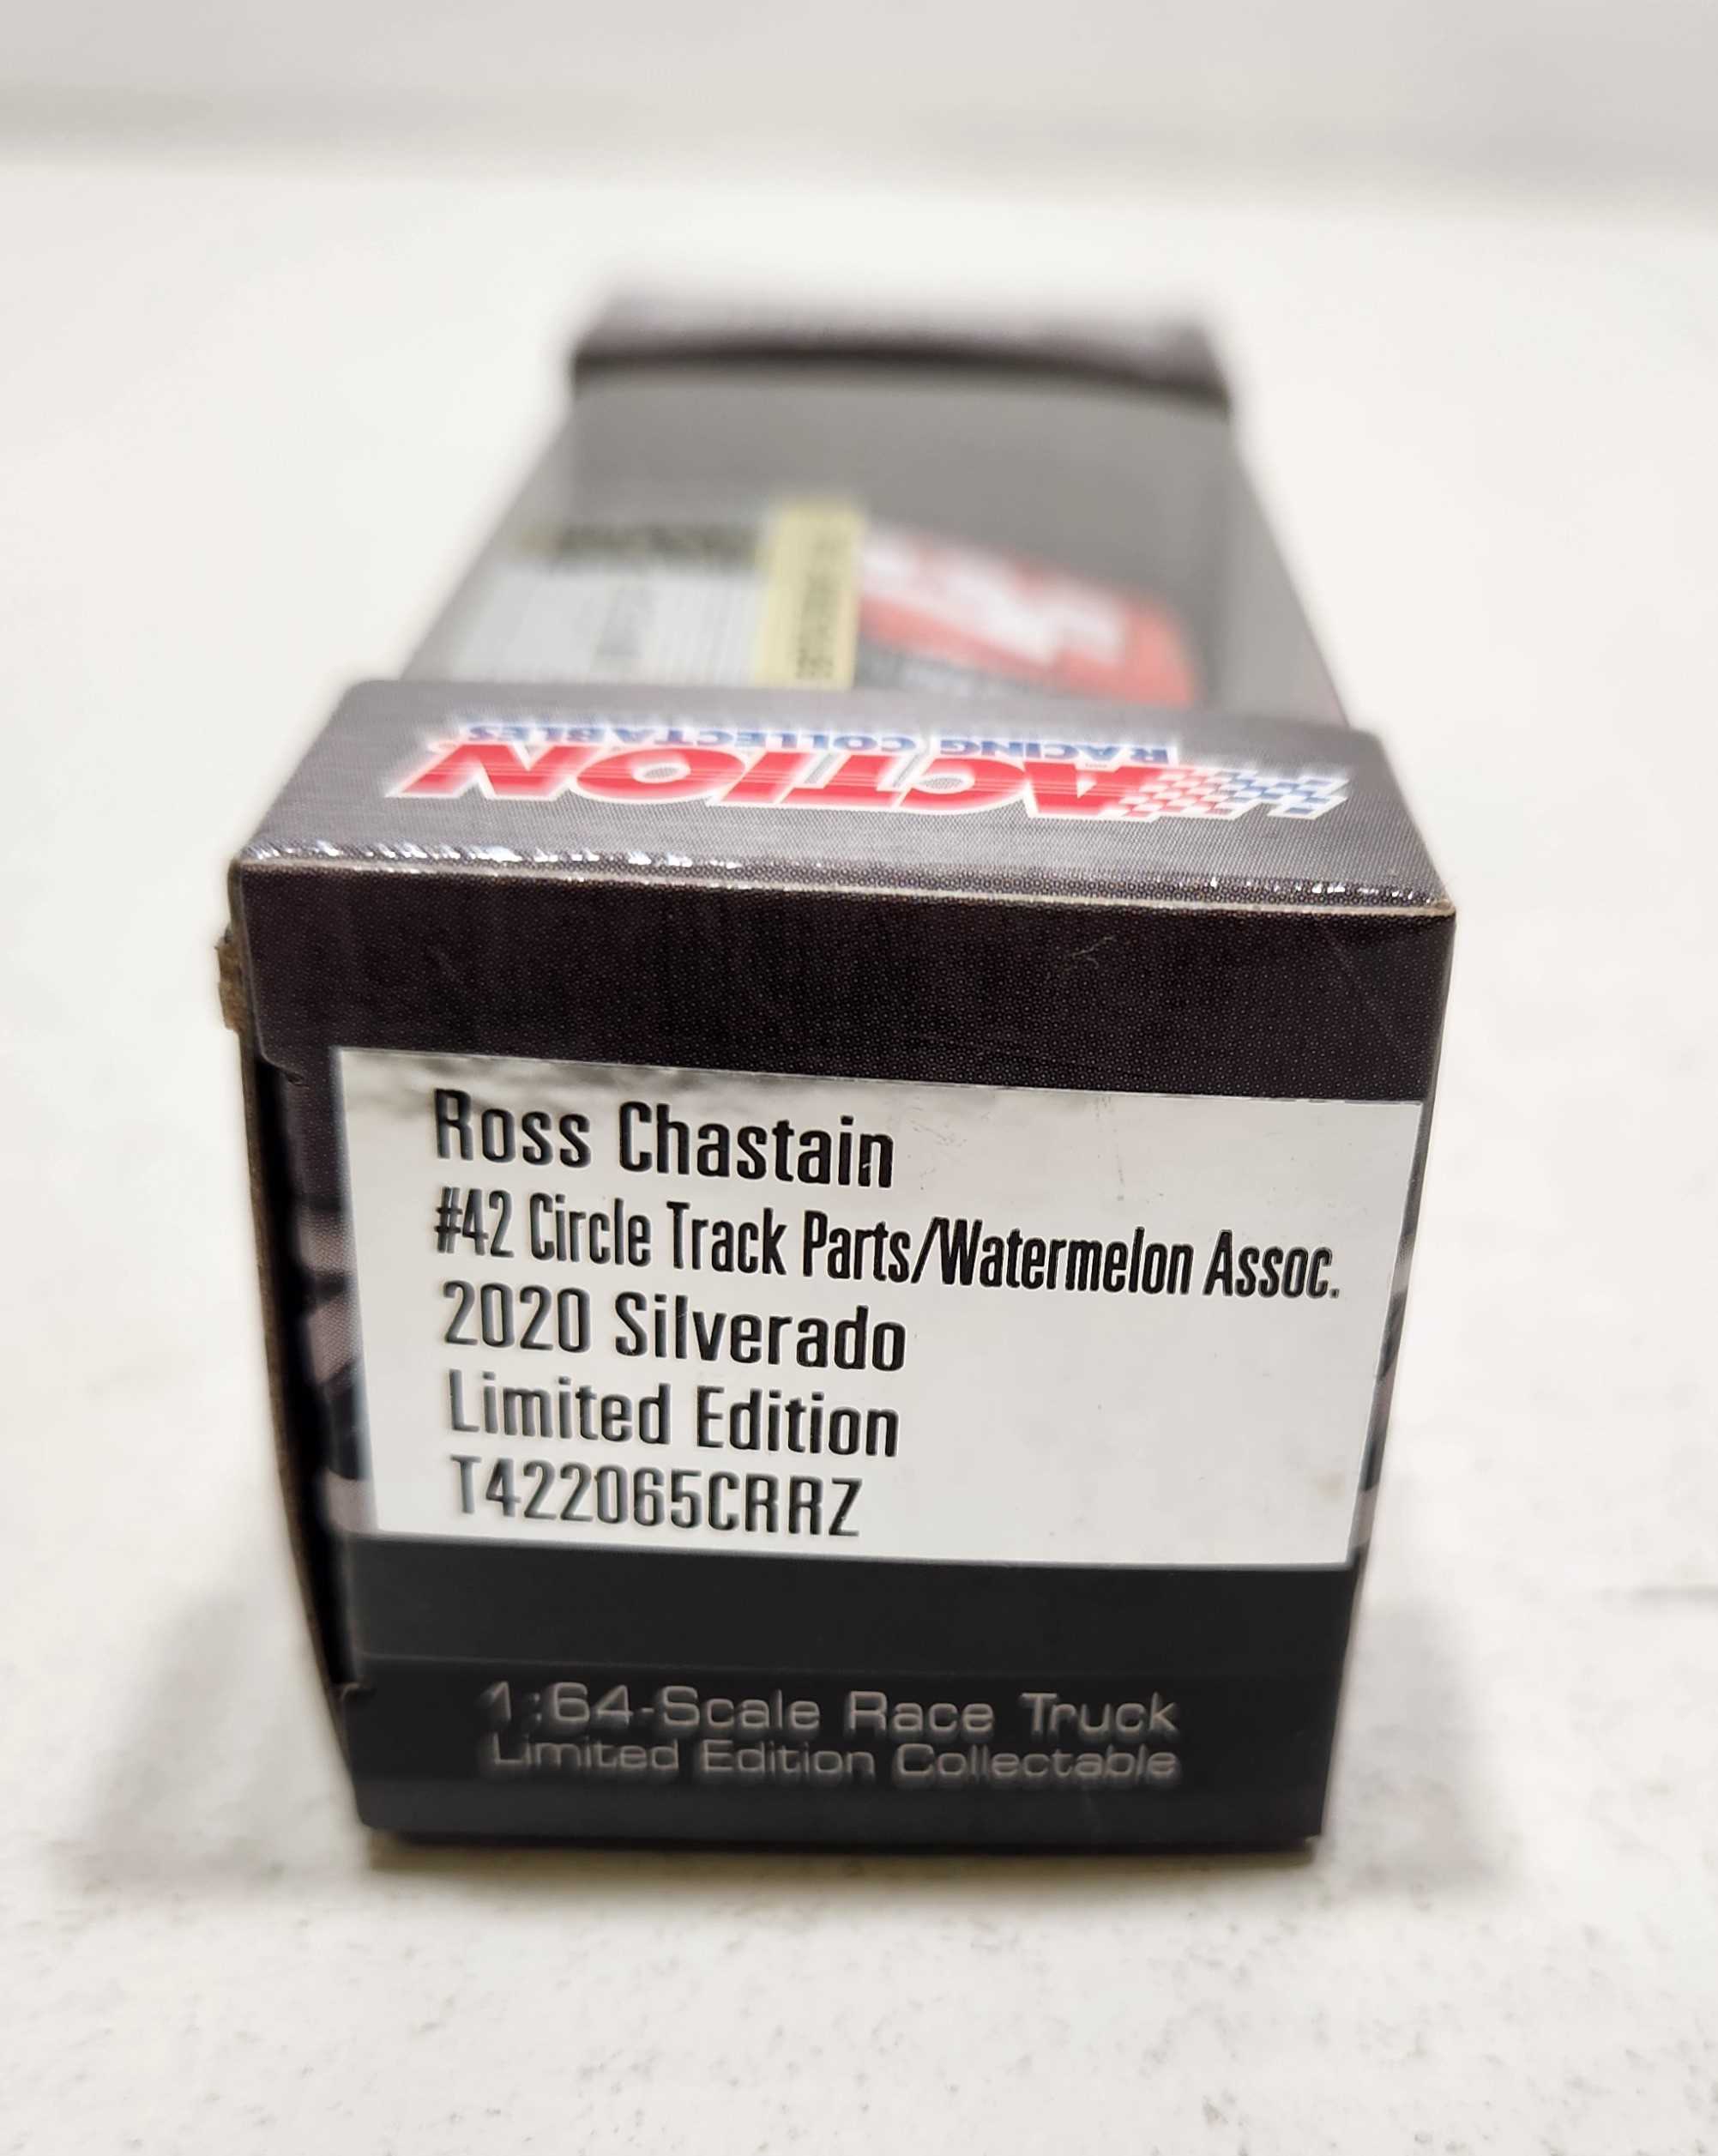 RACING COLLECTABLES
ACTION
Ross Chastain
#42 Circle Track Parts/Watermelon Assoc.
2020 Silverado
Limited Edition
T422065CRRZ
1:64-Scale Race Truck
Limited Edition Collectable